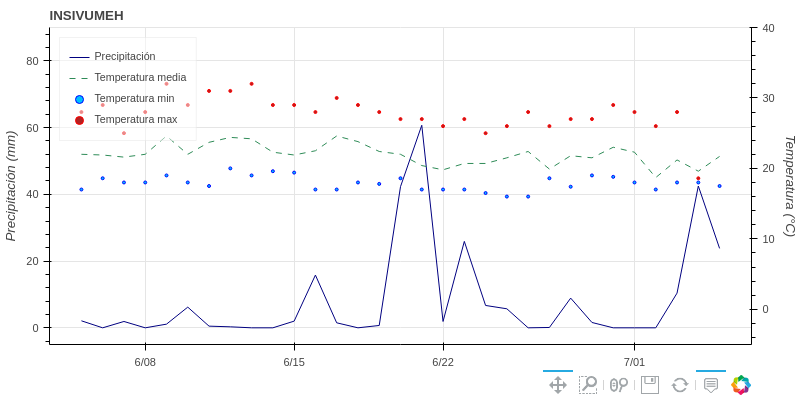 INSIVUMEH
Precipitación
Temperatura media
Temperatura min
Temperatura max
Precipitación (mm)
80
60
40
20
0
Temperatura (°C)
40
30
20
10
0
6/08
6/15
6/22
7/01